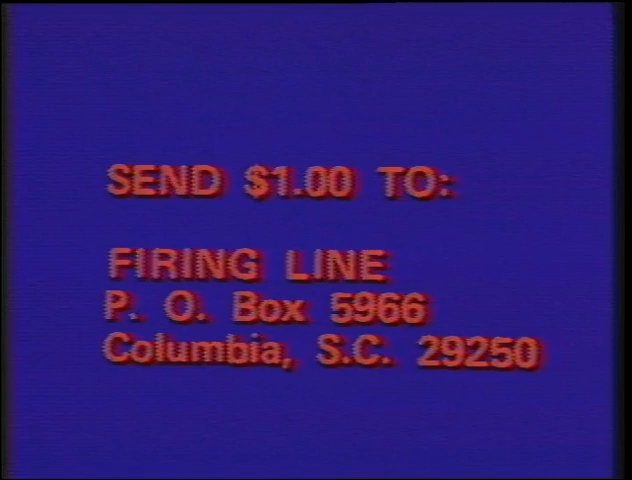 SEND $1.00 TO:
FIRING LINE
P. O. Box 5966
Columbia, S.C. 29250